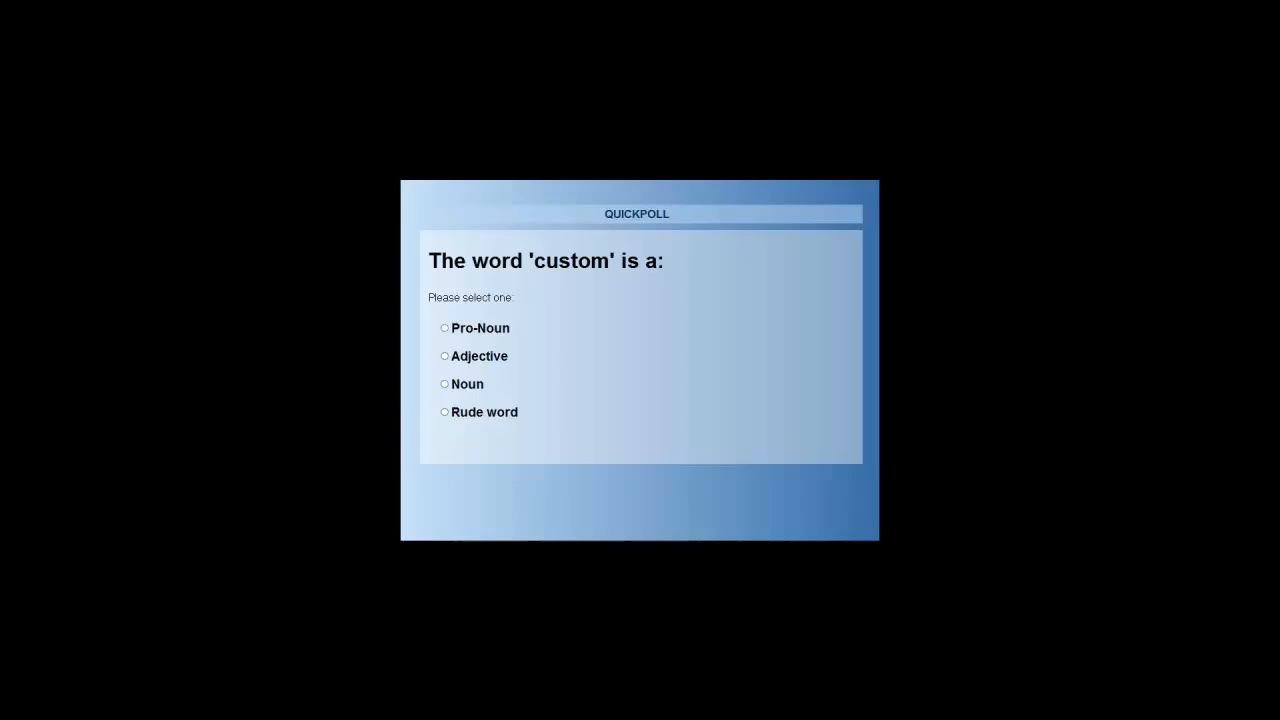 QUICKPOLL
The word 'custom' is a:
Please select one:
Pro-Noun
Adjective
Noun
Rude word